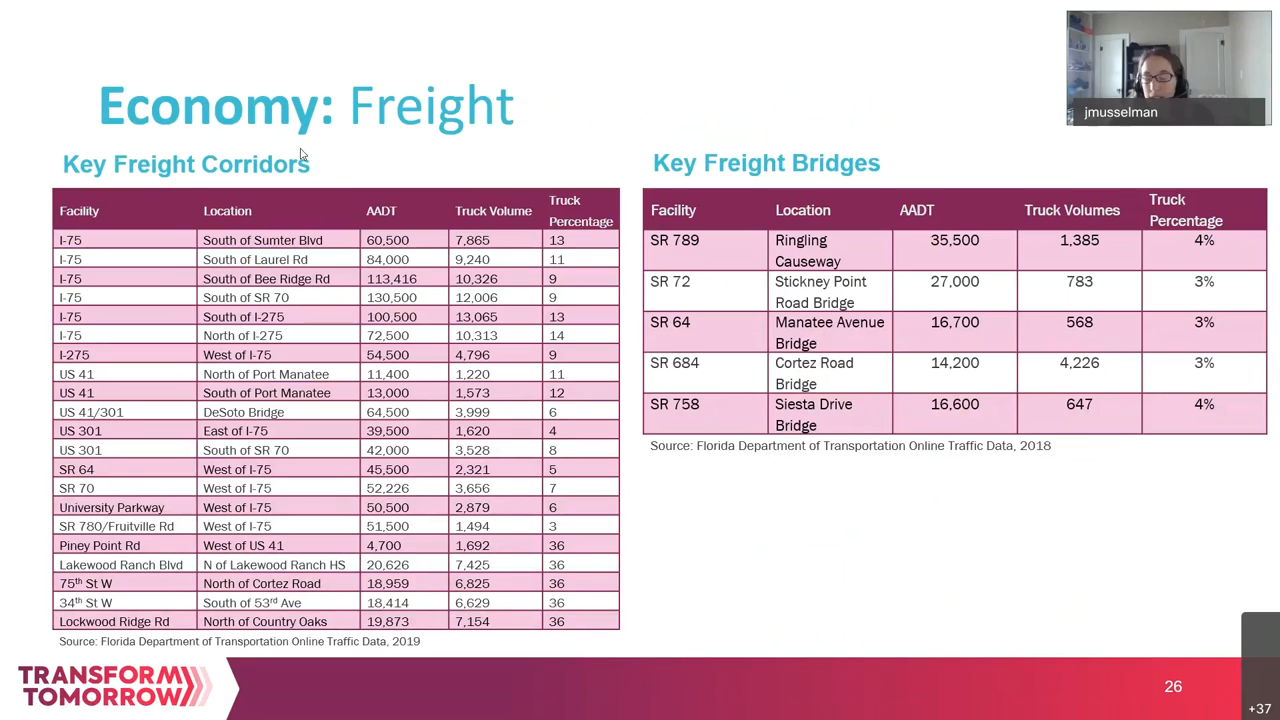 jmusselman
Economy: Freight
Key Freight Corridors
Facility Location AADT Truck Volume Truck Percentage
I-75 South of Sumter Blvd 60,500 7,865 13
I-75 South of Laurel Rd 84,000 9,240 11
I-75 South of Bee Ridge Rd 113,416 10,326 9
I-75 South of SR 70 130,500 12,006 9
I-75 South of I-275 100,500 13,065 13
I-75 North of I-275 72,500 10,313 14
I-275 West of I-75 54,500 4,796 9
US 41 North of Port Manatee 11,400 1,220 11
US 41 South of Port Manatee 13,000 1,573 12
US 41/301 DeSoto Bridge 64,500 3,999 6
US 301 East of I-75 39,500 1,620 4
US 301 South of SR 70 42,000 3,528 8
SR 64 West of I-75 45,500 2,321 5
SR 70 West of I-75 52,226 3,656 7
University Parkway West of I-75 50,500 2,879 6
SR 780/Fruitville Rd West of I-75 51,500 1,494 3
Piney Point Rd West of US 41 4,700 1,692 36
Lakewood Ranch Blvd N of Lakewood Ranch HS 20,626 7,425 36
75th St W North of Cortez Road 18,959 6,825 36
34th St W South of 53rd Ave 18,414 6,629 36
Lockwood Ridge Rd North of Country Oaks 19,873 7,154 36
Source: Florida Department of Transportation Online Traffic Data, 2019
Key Freight Bridges
Facility Location AADT Truck Volumes Truck Percentage
SR 789 Ringling Causeway 35,500 1,385 4%
SR 72 Stickney Point Road Bridge 27,000 783 3%
SR 64 Manatee Avenue Bridge 16,700 568 3%
SR 684 Cortez Road Bridge 14,200 4,226 3%
SR 758 Siesta Drive Bridge 16,600 647 4%
Source: Florida Department of Transportation Online Traffic Data, 2018
TRANSFORM
TOMORROW
26
+37